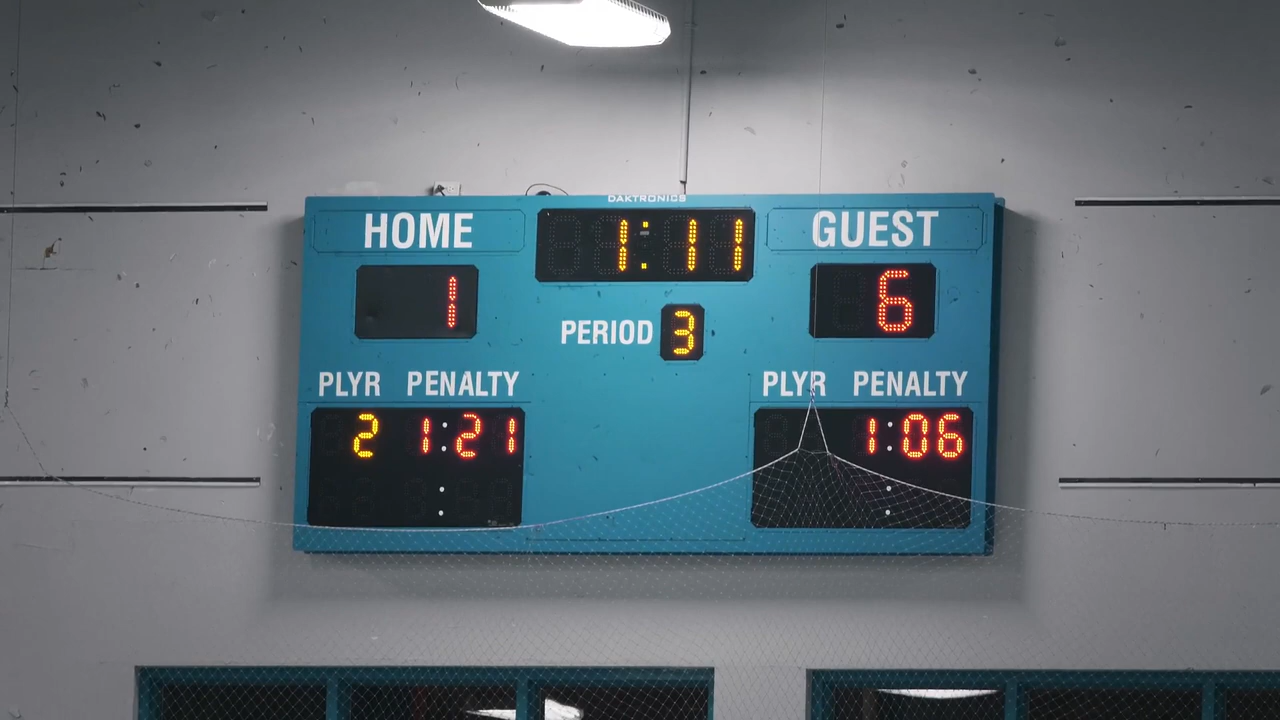 DAKTRONICS
HOME 1:11 GUEST
1 6
PERIOD 3
PLYR PENALTY PLYR PENALTY
2 1:21 1:06